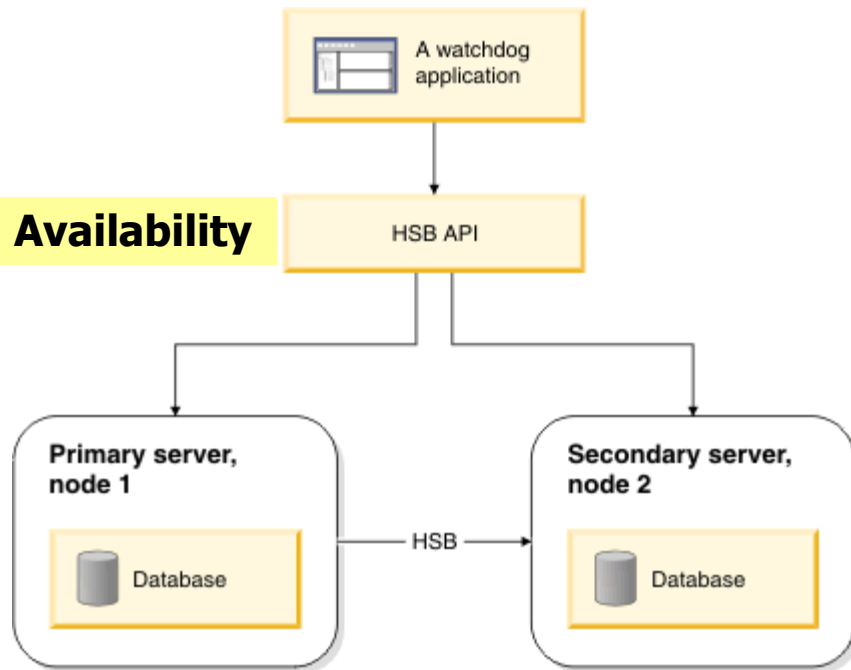 A watchdog
application
Availability
HSB API
Primary server,
node 1
Secondary server,
node 2
HSB
Database
Database